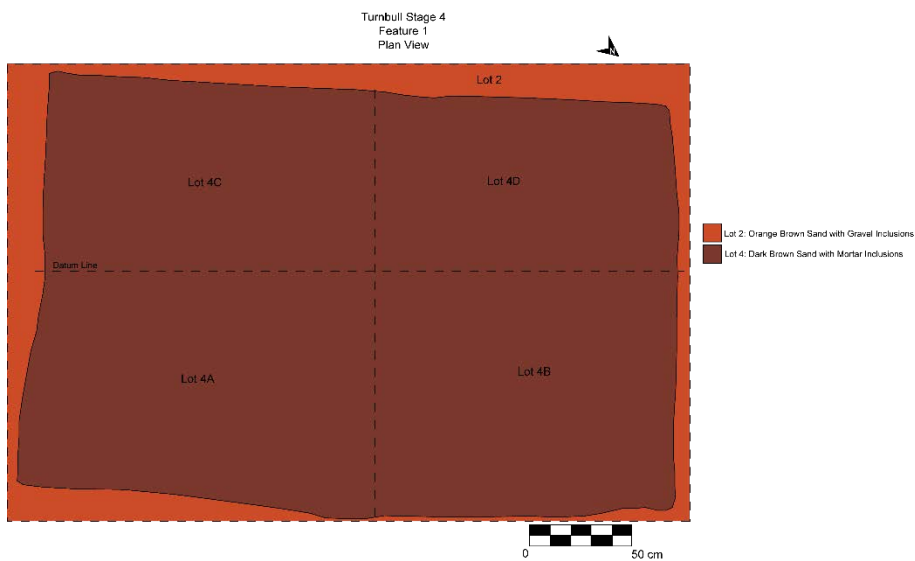 Turnbull Stage 4
Feature 1
Plan View
N
Lot 2
Lot 4C
Lot 4D
Lot 2: Orange Brown Sand with Gravel Inclusions
Lot 4: Dark Brown Sand with Mortar Inclusions
Datum Line
Lot 4A
Lot 4B
0
50 cm